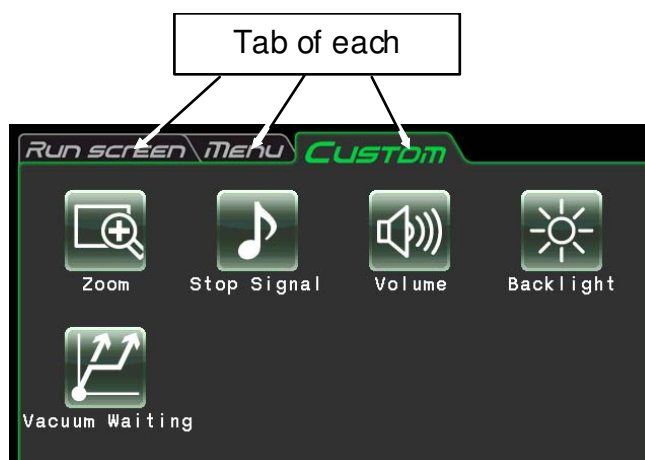 Tab of each
Run screen Menu Custom
Zoom Stop Signal Volume Backlight
Vacuum Waiting